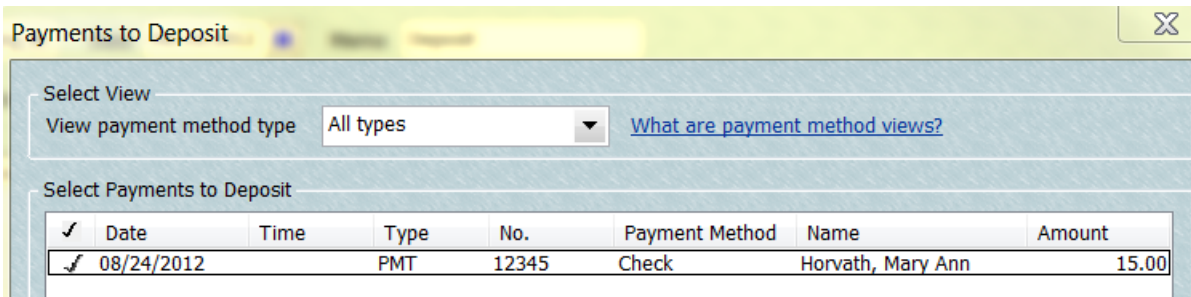 Payments to Deposit
Select View
View payment method type All types What are payment method views?
Select Payments to Deposit
✓ Date Time Type No. Payment Method Name Amount
✓ 08/24/2012 PMT 12345 Check Horvath, Mary Ann 15.00